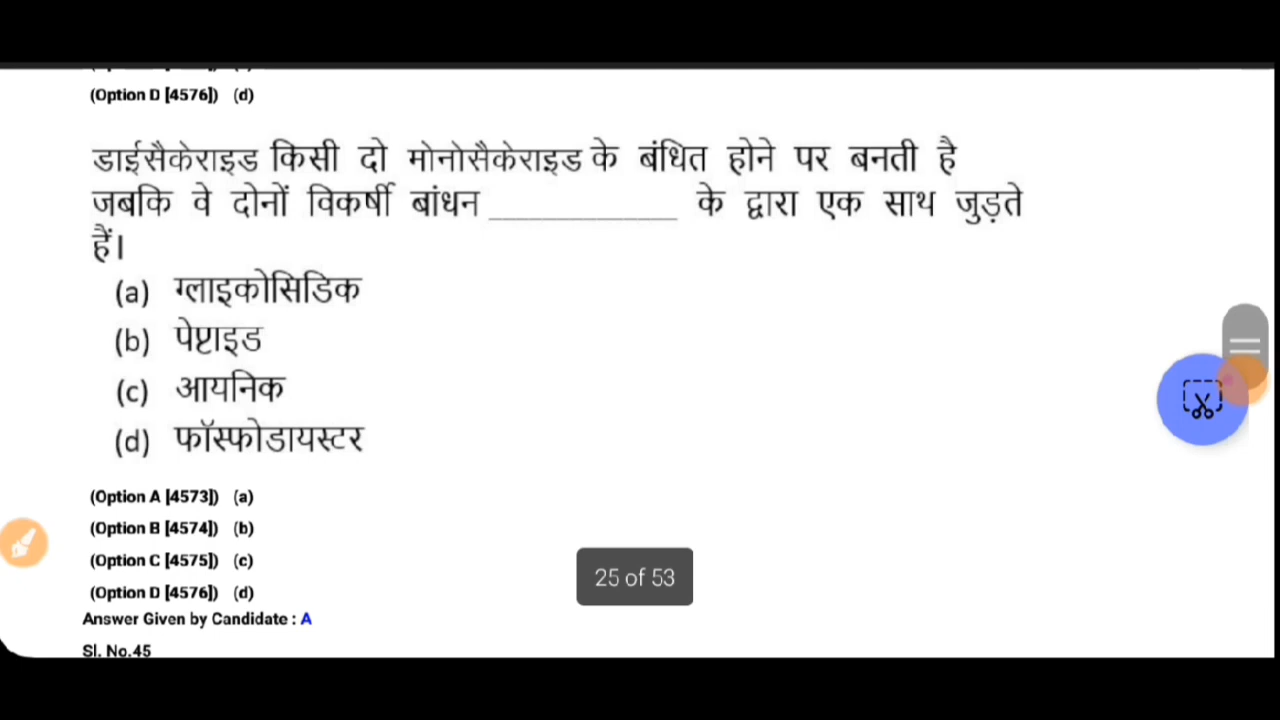 (Option D [4576]) (d)
डाईसैकेराइड किसी दो मोनोसैकेराइड के बंधित होने पर बनती है
जबकि वे दोनों विकर्षी बांधन ____________ के द्वारा एक साथ जुड़ते
हैं।
(a) ग्लाइकोसिडिक
(b) पेप्टाइड
(c) आयनिक
(d) फॉस्फोडायस्टर
(Option A [4573]) (a)
(Option B [4574]) (b)
(Option C [4575]) (c)
(Option D [4576]) (d)
25 of 53
Answer Given by Candidate : A
Sl. No.45